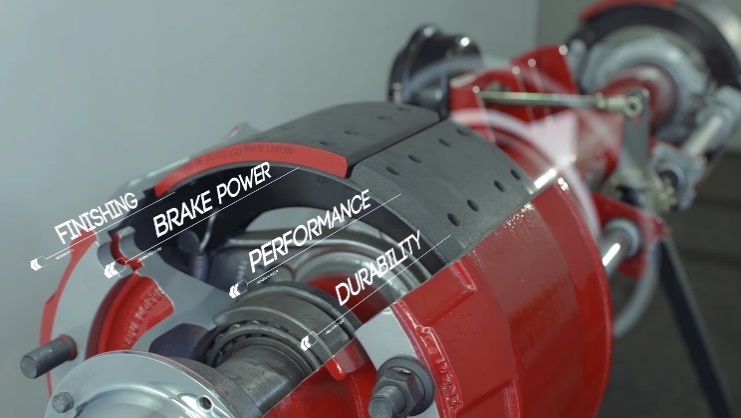 FINISHING
BRAKE POWER
PERFORMANCE
DURABILITY